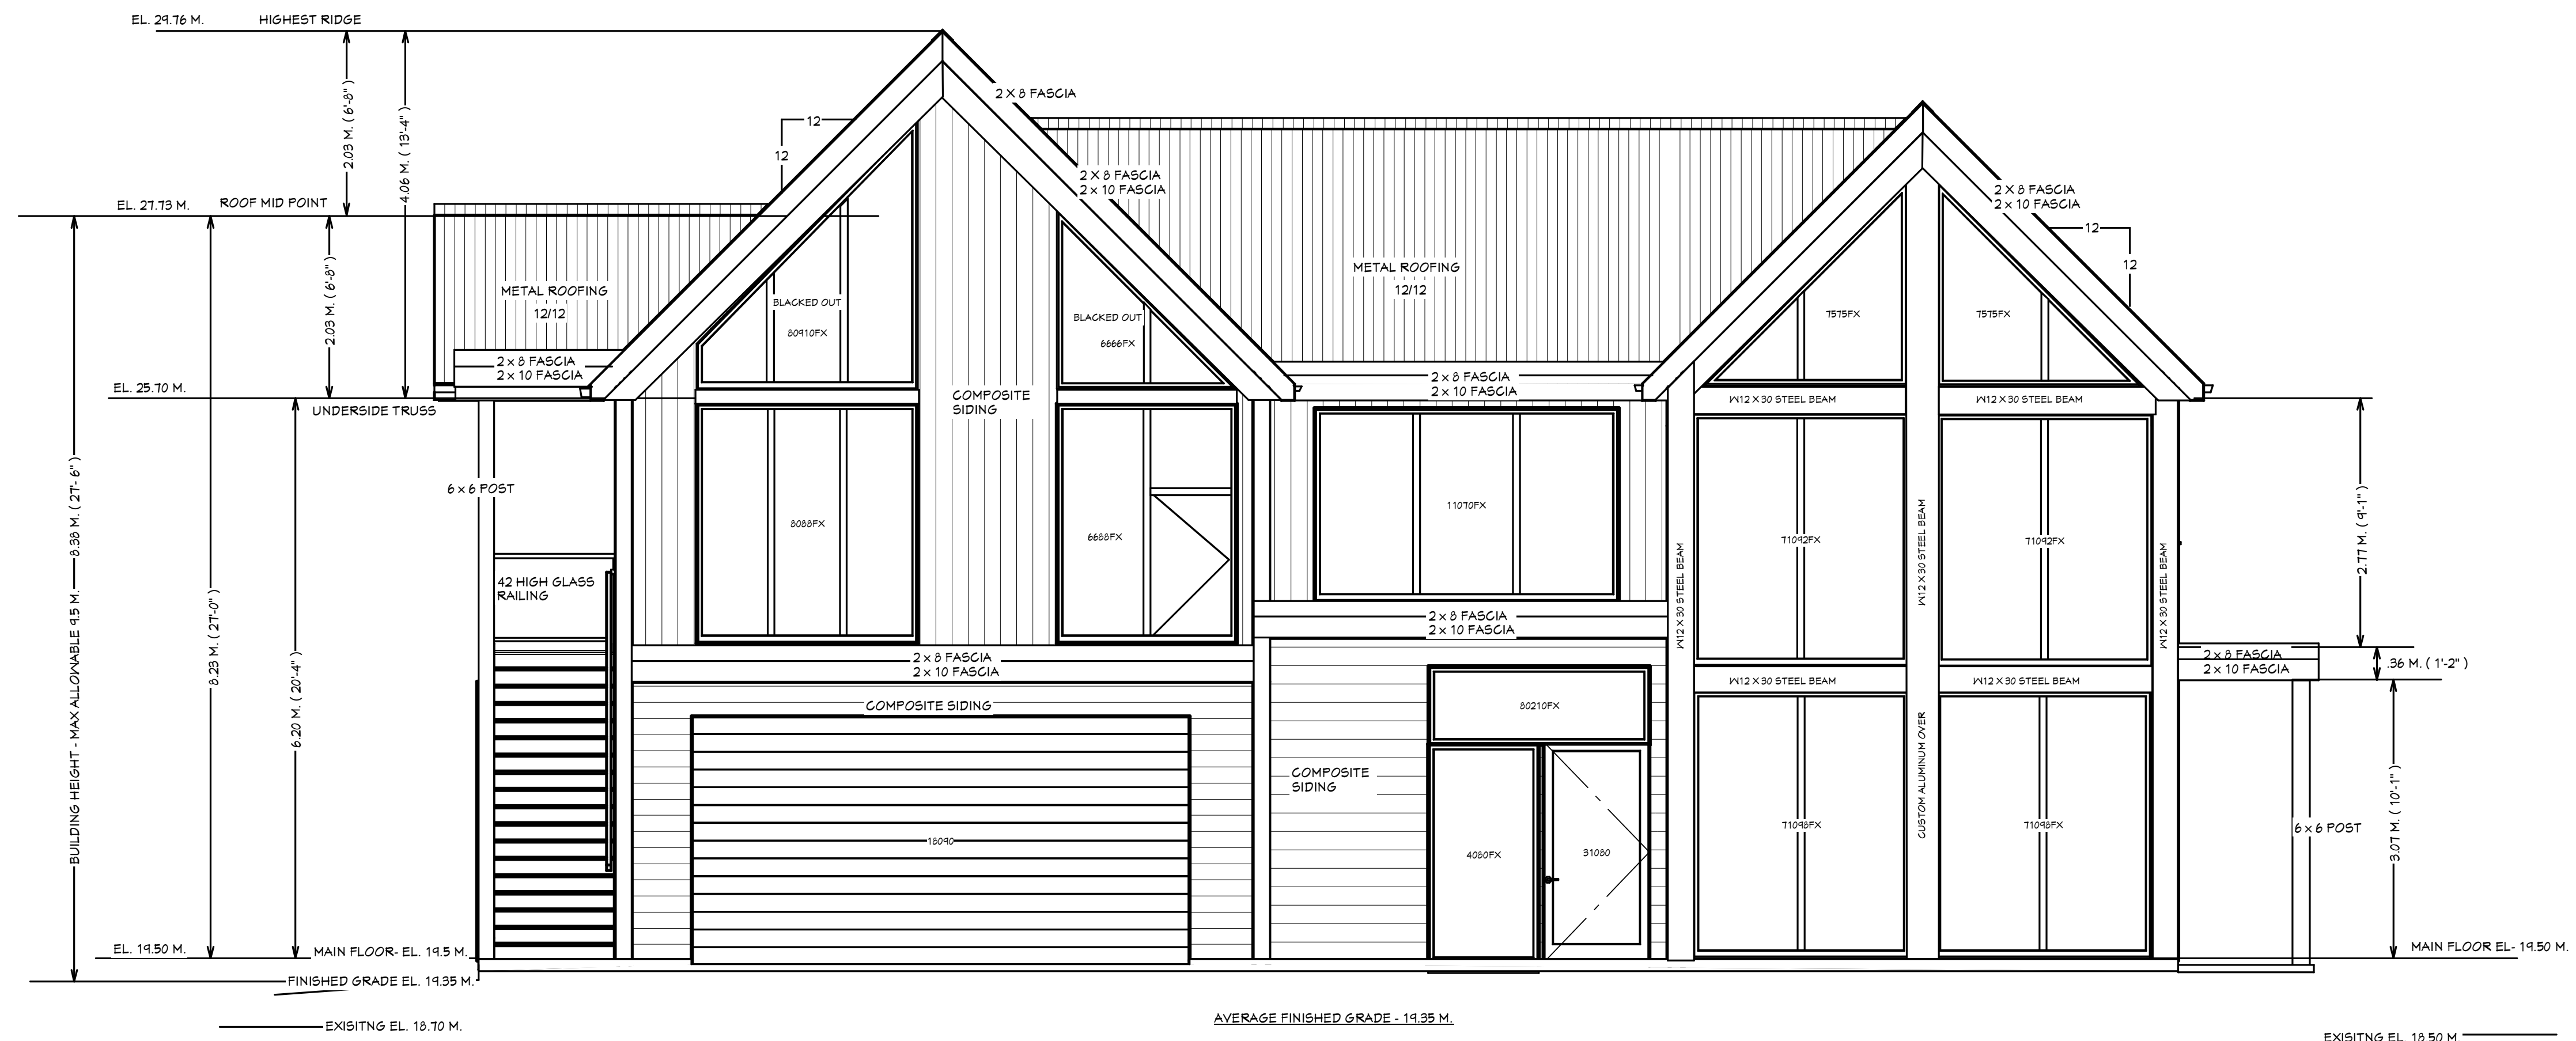 EL. 29.76 M. HIGHEST RIDGE
2.03 M. ( 6'-8" )
4.06 M. ( 13'-4" )
2 X 8 FASCIA
12
12
2 X 8 FASCIA
2 x 10 FASCIA
2 X 8 FASCIA
2 x 10 FASCIA
12
12
EL. 27.73 M. ROOF MID POINT
METAL ROOFING
12/12
METAL ROOFING
12/12
BLACKED OUT
80910FX
BLACKED OUT
6666FX
7575FX
7575FX
2.03 M. ( 6'-8" )
2 x 8 FASCIA
2 x 10 FASCIA
2 x 8 FASCIA
2 x 10 FASCIA
EL. 25.70 M.
UNDERSIDE TRUSS
COMPOSITE
SIDING
W12 X 30 STEEL BEAM
W12 X 30 STEEL BEAM
6 x 6 POST
8088FX
6688FX
11070FX
71092FX
71092FX
W12 X 30 STEEL BEAM
W12 X 30 STEEL BEAM
W12 X 30 STEEL BEAM
2.77 M. ( 9'-1" )
42 HIGH GLASS
RAILING
BUILDING HEIGHT - MAX ALLOWABLE 9.5 M. 8.38 M. ( 27'- 6" )
8.23 M. ( 27'-0" )
6.20 M. ( 20'-4" )
2 x 8 FASCIA
2 x 10 FASCIA
2 x 8 FASCIA
2 x 10 FASCIA
W12 X 30 STEEL BEAM
W12 X 30 STEEL BEAM
2 x 8 FASCIA
2 x 10 FASCIA
.36 M. ( 1'-2" )
COMPOSITE SIDING
80210FX
CUSTOM ALUMINUM OVER
COMPOSITE
SIDING
18090
4080FX
31080
71098FX
71098FX
6 x 6 POST
3.07 M. ( 10'-1" )
EL. 19.50 M.
MAIN FLOOR- EL. 19.5 M.
MAIN FLOOR EL- 19.50 M.
FINISHED GRADE EL. 19.35 M.
EXISITNG EL. 18.70 M.
AVERAGE FINISHED GRADE - 19.35 M.
EXISITNG EL. 18.50 M.